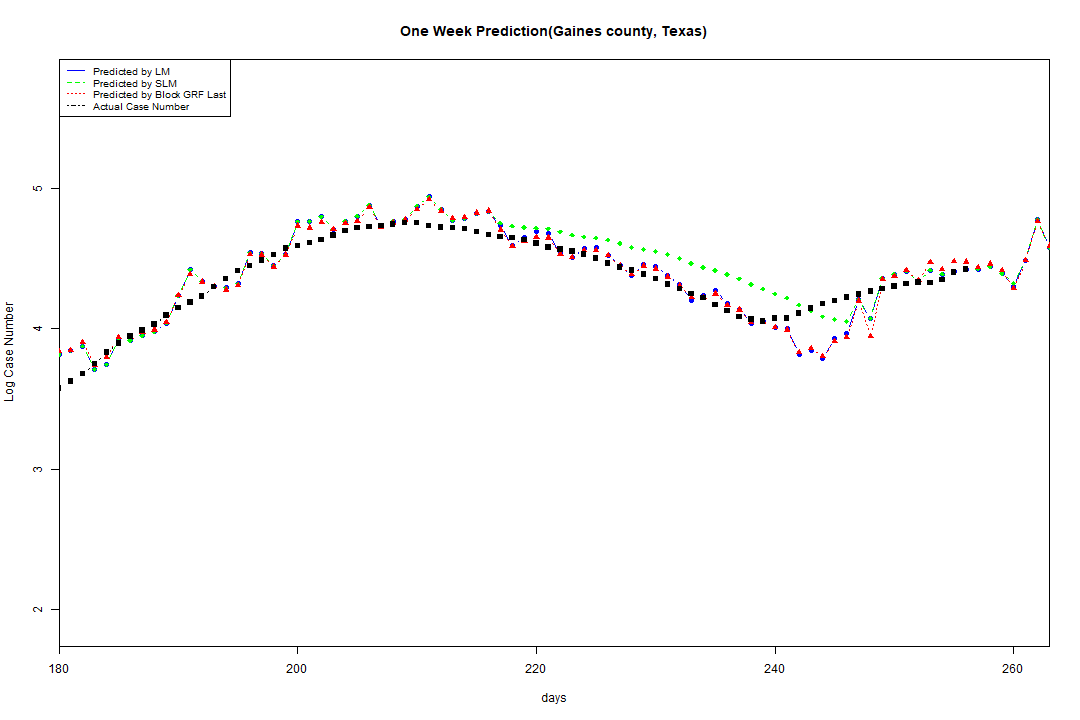 One Week Prediction(Gaines county, Texas)
Predicted by LM
Predicted by SLM
Predicted by Block GRF Last
Actual Case Number
5
4
3
2
Log Case Number
180 200 220 240 260
days